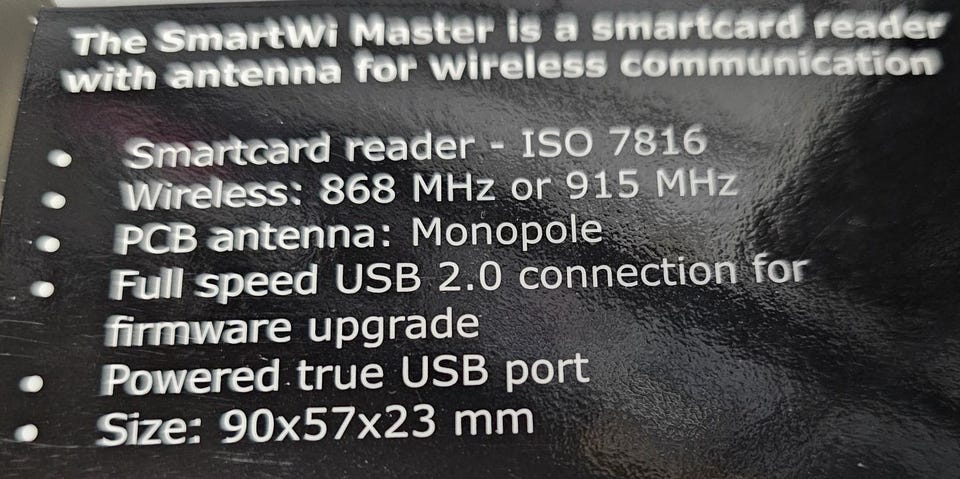 The SmartWi Master is a smartcard reader
with antenna for wireless communication
• Smartcard reader - ISO 7816
• Wireless: 868 MHz or 915 MHz
• PCB antenna: Monopole
• Full speed USB 2.0 connection for
firmware upgrade
• Powered true USB port
• Size: 90x57x23 mm